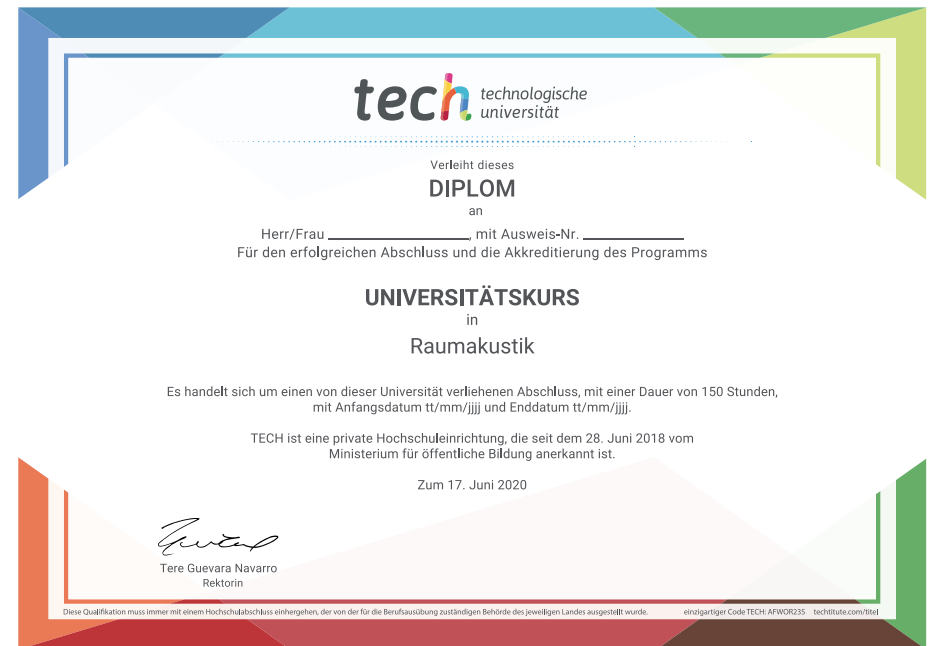 tech technologische
universität
Verleiht dieses
DIPLOM
an
Herr/Frau ________________, mit Ausweis-Nr. ____________
Für den erfolgreichen Abschluss und die Akkreditierung des Programms
UNIVERSITÄTSKURS
in
Raumakustik
Es handelt sich um einen von dieser Universität verliehenen Abschluss, mit einer Dauer von 150 Stunden,
mit Anfangsdatum tt/mm/jjjj und Enddatum tt/mm/jjjj.
TECH ist eine private Hochschuleinrichtung, die seit dem 28. Juni 2018 vom
Ministerium für öffentliche Bildung anerkannt ist.
Zum 17. Juni 2020
Tere Guevara Navarro
Rektorin
Diese Qualifikation muss immer mit einem Hochschulabschluss einhergehen, der von der für die Berufsausübung zuständigen Behörde des jeweiligen Landes ausgestellt wurde. einzigartiger Code TECH: AFWOR235 techtitute.com/titel